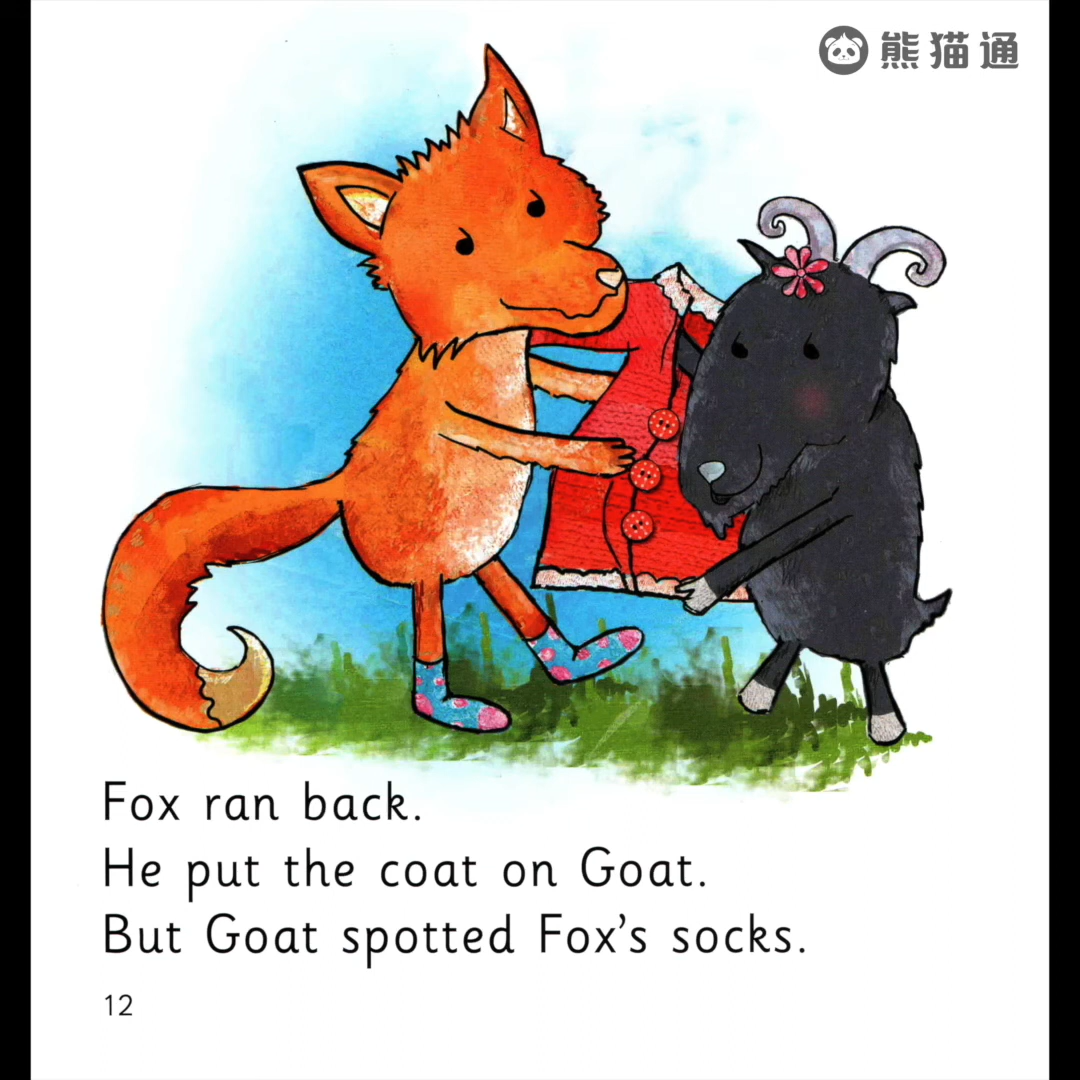 熊猫通
Fox ran back.
He put the coat on Goat.
But Goat spotted Fox’s socks.
12